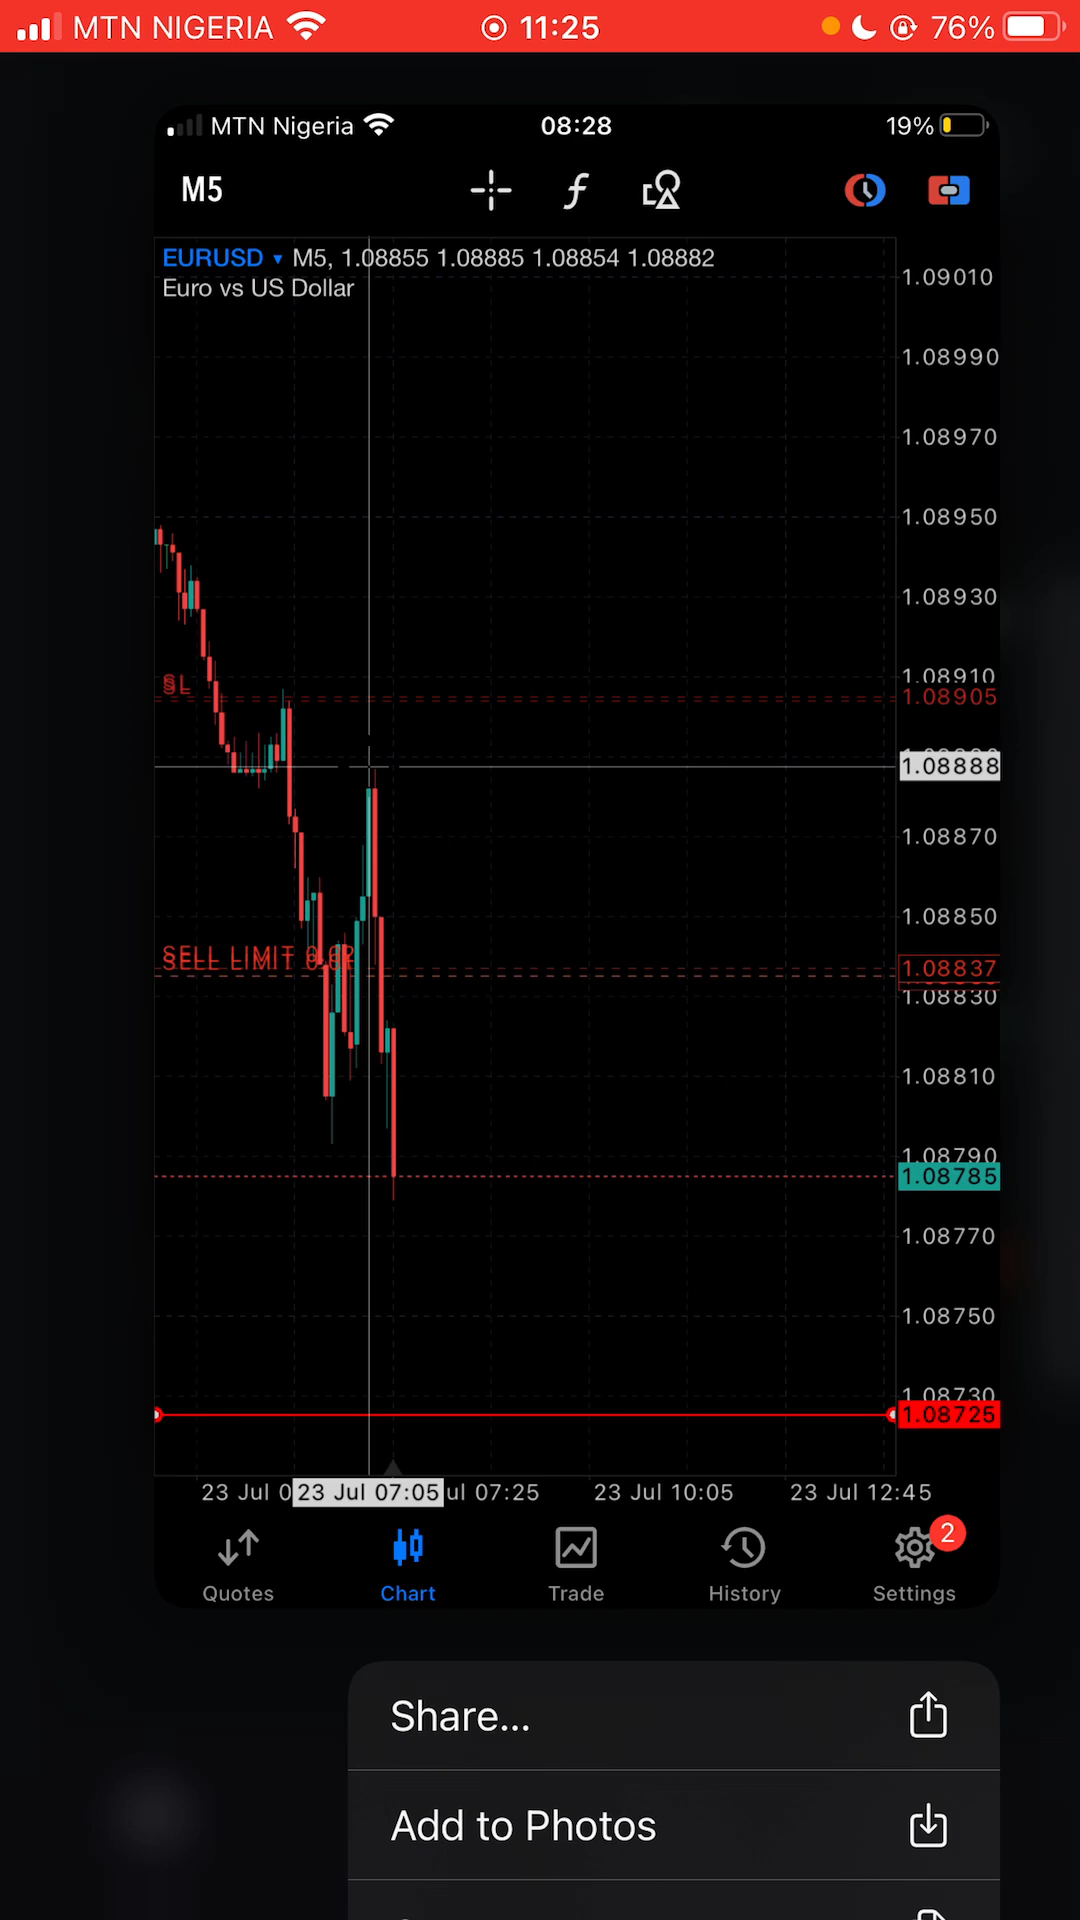 MTN NIGERIA 11:25 76%
MTN Nigeria 08:28 19%
M5
EURUSD ▾ M5, 1.08855 1.08885 1.08854 1.08882
Euro vs US Dollar
1.09010
1.08990
1.08970
1.08950
1.08930
SL
1.08910
1.08905
1.08888
1.08870
1.08850
SELL LIMIT
1.08837
1.08830
1.08810
1.08790
1.08785
1.08770
1.08750
1.08730
1.08725
23 Jul 0 23 Jul 07:05 ul 07:25 23 Jul 10:05 23 Jul 12:45
2
Quotes Chart Trade History Settings
Share...
Add to Photos